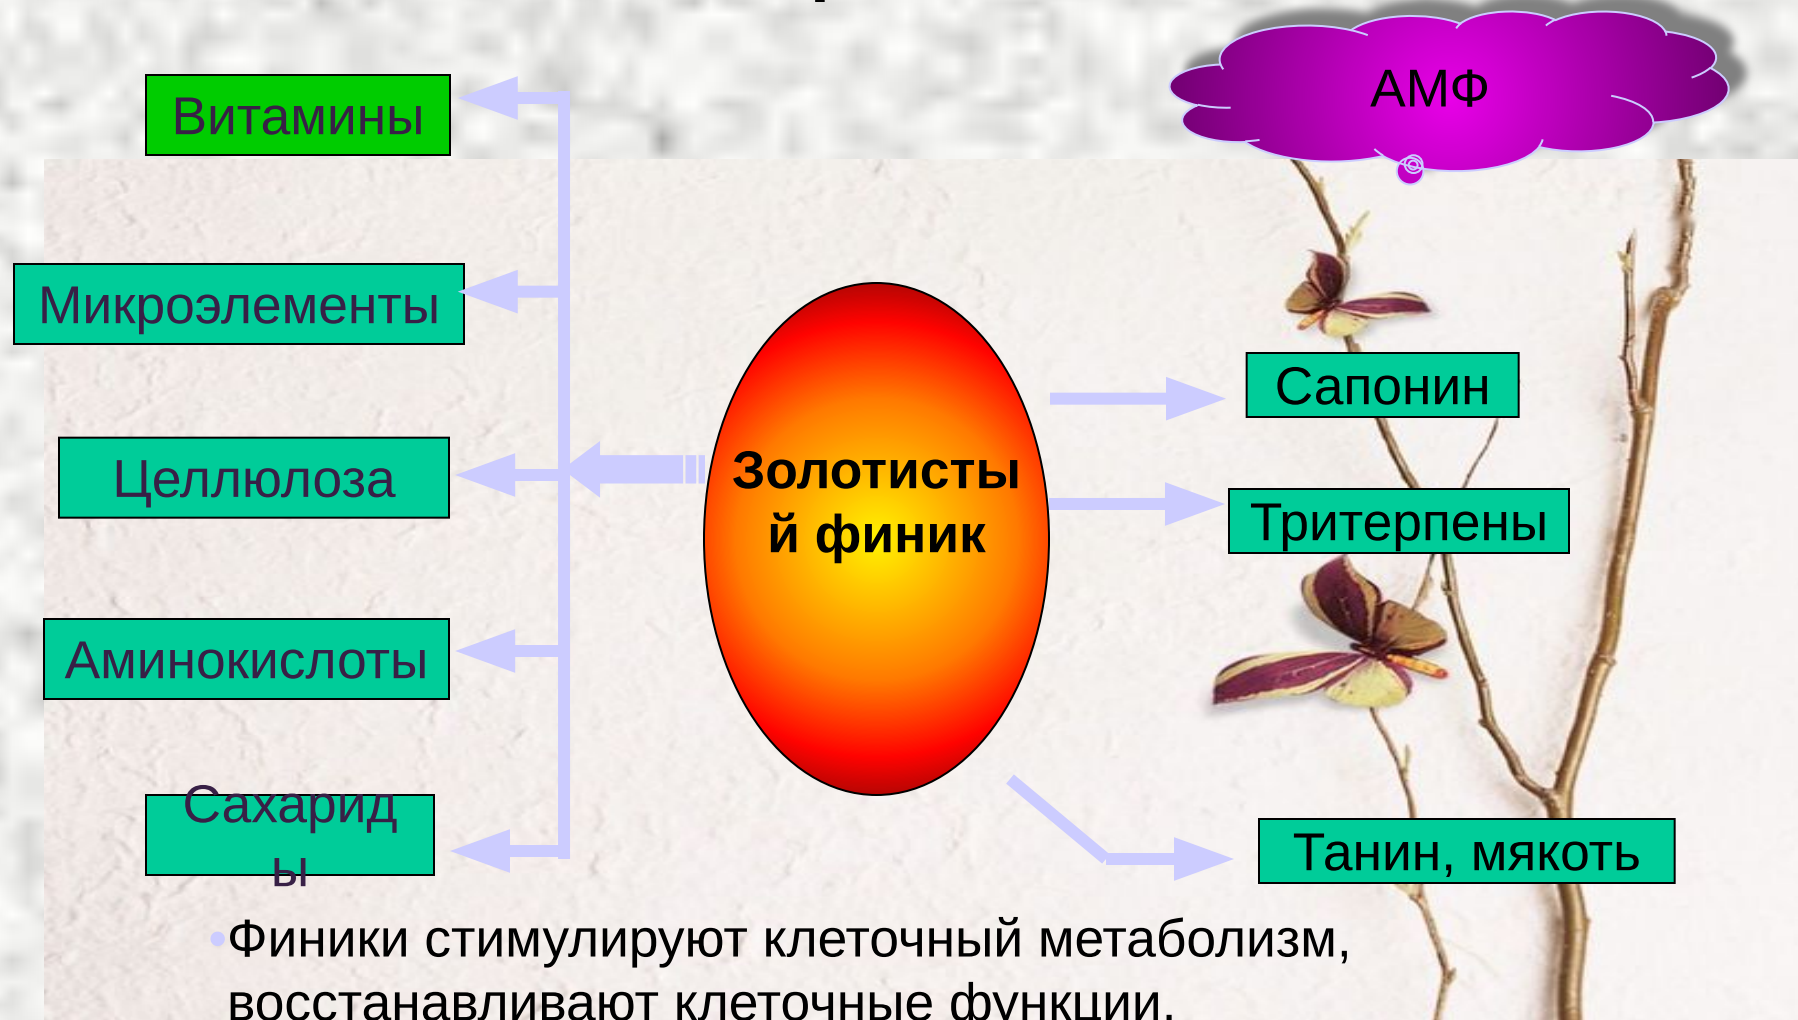 АМФ
Витамины
Микроэлементы
Целлюлоза
Аминокислоты
Сахарид
ы
Золотисты
й финик
Сапонин
Тритерпены
Танин, мякоть
•Финики стимулируют клеточный метаболизм,
восстанавливают клеточные функции,